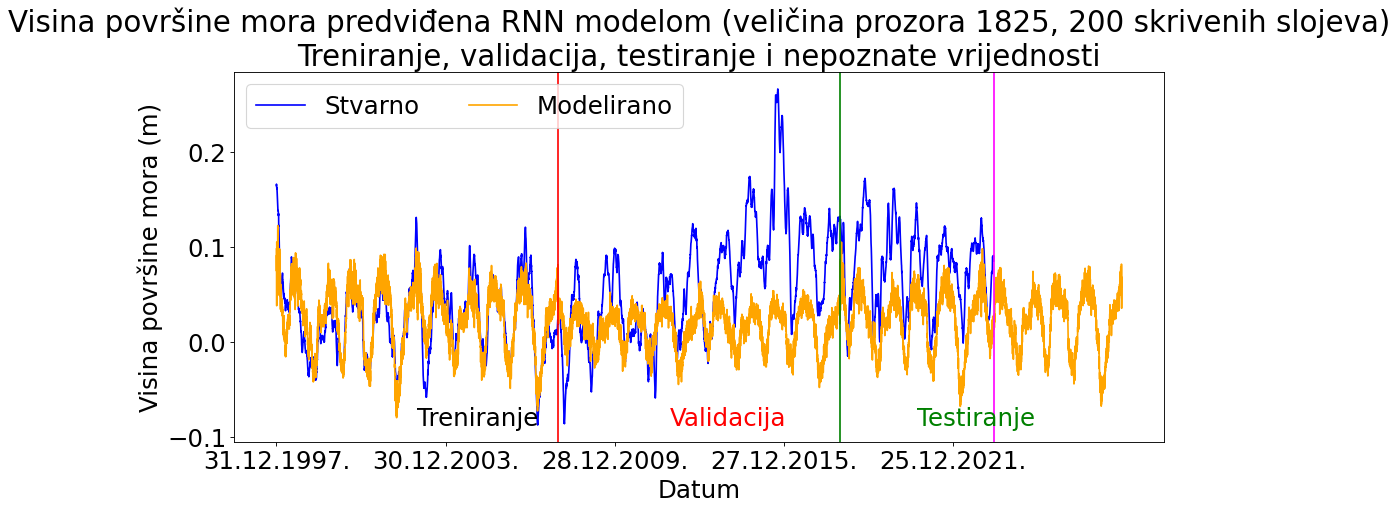 Visina površine mora predviđena RNN modelom (veličina prozora 1825, 200 skrivenih slojeva)
Treniranje, validacija, testiranje i nepoznate vrijednosti
Stvarno Modelirano
Visina površine mora (m)
0.2
0.1
0.0
−0.1
Treniranje Validacija Testiranje
31.12.1997. 30.12.2003. 28.12.2009. 27.12.2015. 25.12.2021.
Datum